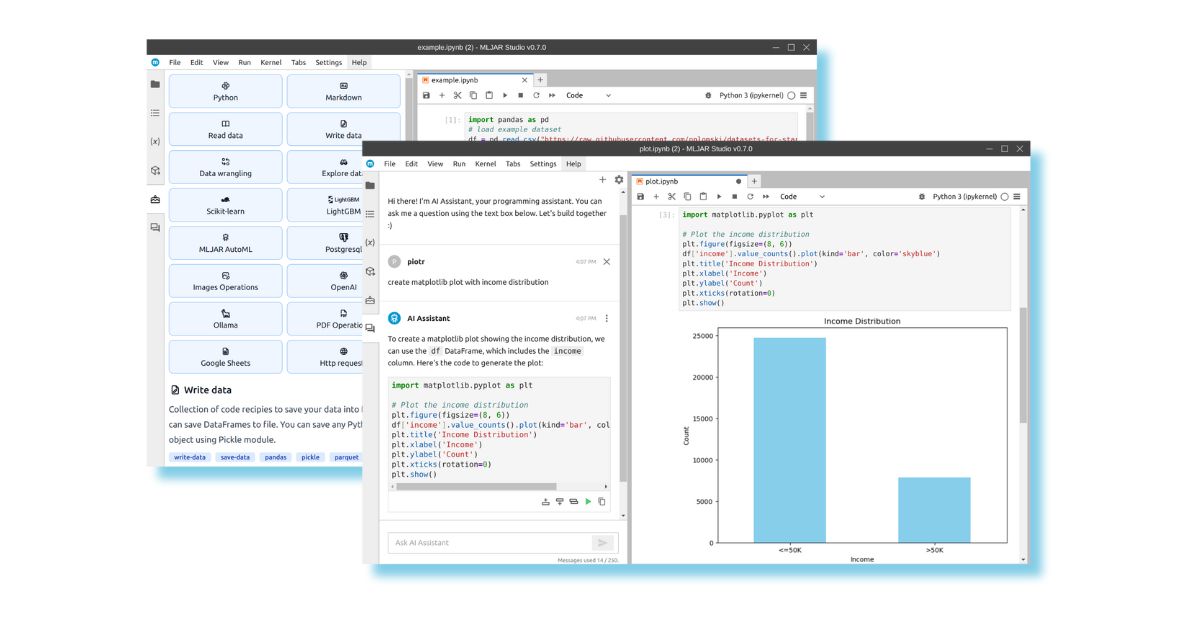 example.ipynb (2) - MLJAR Studio v0.7.0
File Edit View Run Kernel Tabs Settings Help
Python
Markdown
Read data
Write data
Data wrangling
Explore data
Scikit-learn
LightGBM
LightGBM
MLJAR AutoML
Postgresql
Images Operations
OpenAI
Ollama
PDF Operatio
Google Sheets
Http reques
Write data
Collection of code recipies to save your data into
can save DataFrames to file. You can save any Pyth
object using Pickle module.
write-data save-data pandas pickle parquet
example.ipynb
Code
Python 3 (ipykernel)
[1]: import pandas as pd
# load example dataset
df = pd.read_csv("https://raw.githubusercontent.com/pplonski/datasets-for-star
plot.ipynb (2) - MLJAR Studio v0.7.0
File Edit View Run Kernel Tabs Settings Help
Hi there! I'm AI Assistant, your programming assistant. You can
ask me a question using the text box below. Let's build together
:)
P piotr 4:07 PM
create matplotlib plot with income distribution
AI Assistant 4:07 PM
To create a matplotlib plot showing the income distribution, we
can use the df DataFrame, which includes the income
column. Here's the code to generate the plot:
import matplotlib.pyplot as plt
# Plot the income distribution
plt.figure(figsize=(8, 6))
df['income'].value_counts().plot(kind='bar', col
plt.title('Income Distribution')
plt.xlabel('Income')
plt.ylabel('Count')
plt.xticks(rotation=0)
plt.show()
Ask AI Assistant
Messages used 14 / 250.
plot.ipynb
Code
Python 3 (ipykernel)
[3]: import matplotlib.pyplot as plt
# Plot the income distribution
plt.figure(figsize=(8, 6))
df['income'].value_counts().plot(kind='bar', color='skyblue')
plt.title('Income Distribution')
plt.xlabel('Income')
plt.ylabel('Count')
plt.xticks(rotation=0)
plt.show()
Income Distribution
25000
20000
15000
10000
5000
0
Count
<=50K
>50K
Income